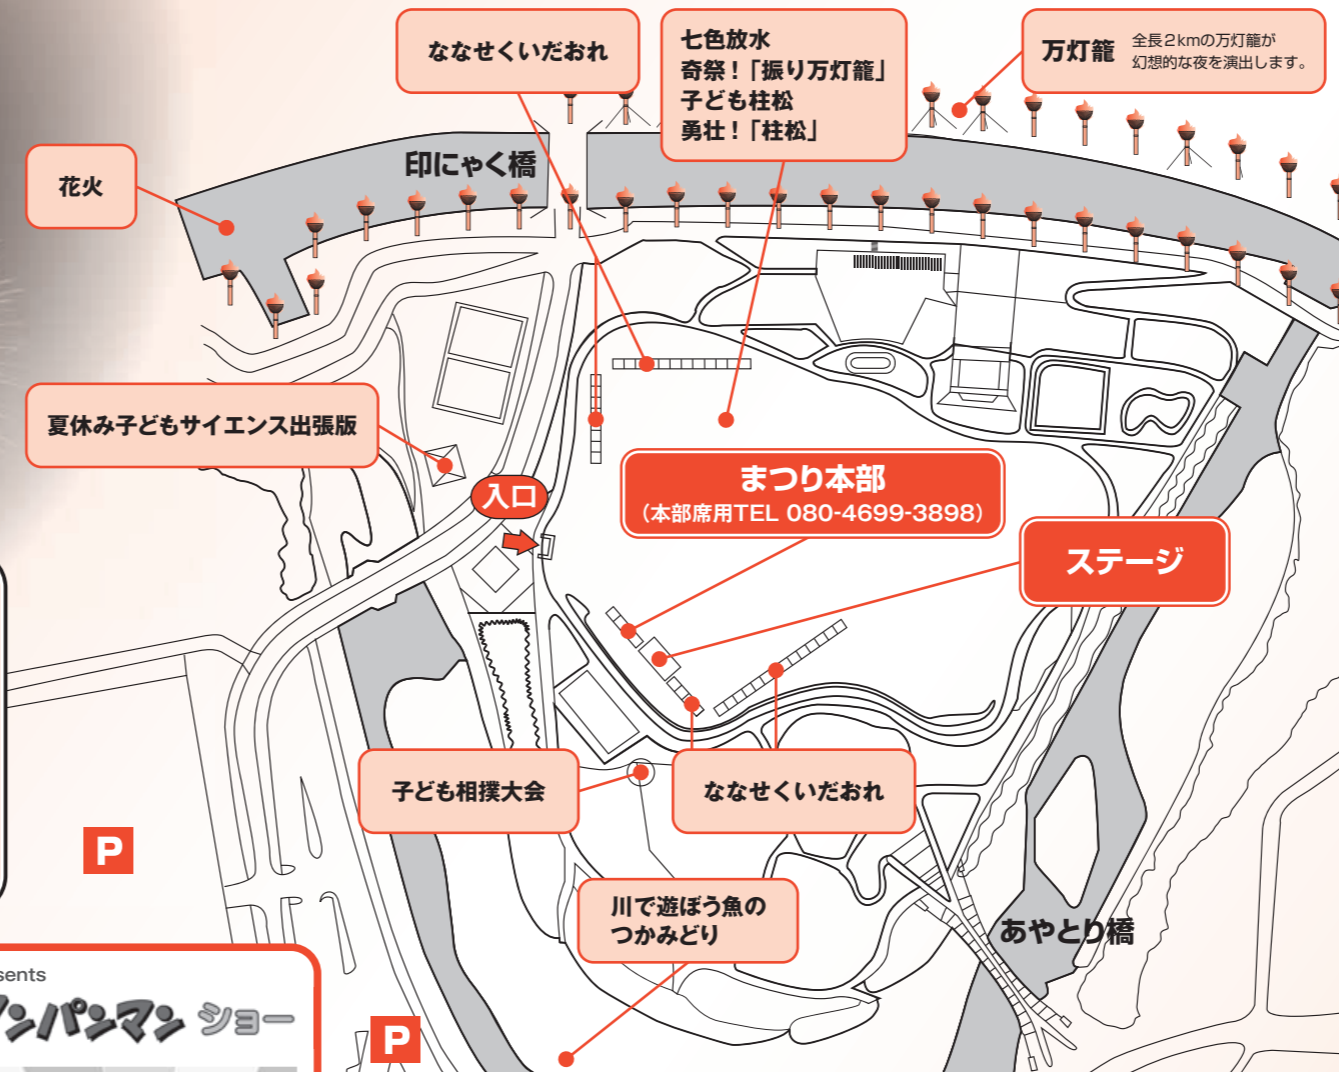 ななせくいだおれ
七色放水
奇祭！「振り万灯籠」
子ども柱松
勇壮！「柱松」
万灯籠
全長2kmの万灯籠が
幻想的な夜を演出します。
花火
印にゃく橋
夏休み子どもサイエンス出張版
入口
まつり本部
（本部席用TEL 080-4699-3898）
ステージ
子ども相撲大会
ななせくいだおれ
P
川で遊ぼう魚の
つかみどり
あやとり橋
P
sents
ンパンマン ショー